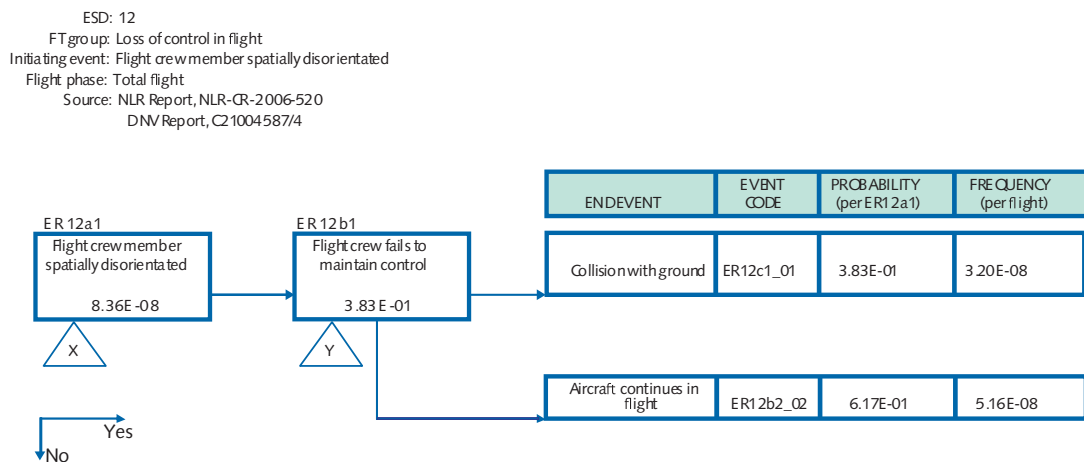 ESD: 12
FT group: Loss of control in flight
Initiating event: Flight crew member spatially disorientated
Flight phase: Total flight
Source: NLR Report, NLR-CR-2006-520
DNV Report, C21004587/4
END EVENT
EVENT CODE
PROBABILITY (per ER12a1)
FREQUENCY (per flight)
ER12a1
Flight crew member
spatially disorientated
8.36E-08
X
ER12b1
Flight crew fails to
maintain control
3.83E-01
Y
Collision with ground ER12c1_01 3.83E-01 3.20E-08
Aircraft continues in
flight
ER12b2_02 6.17E-01 5.16E-08
Yes
No